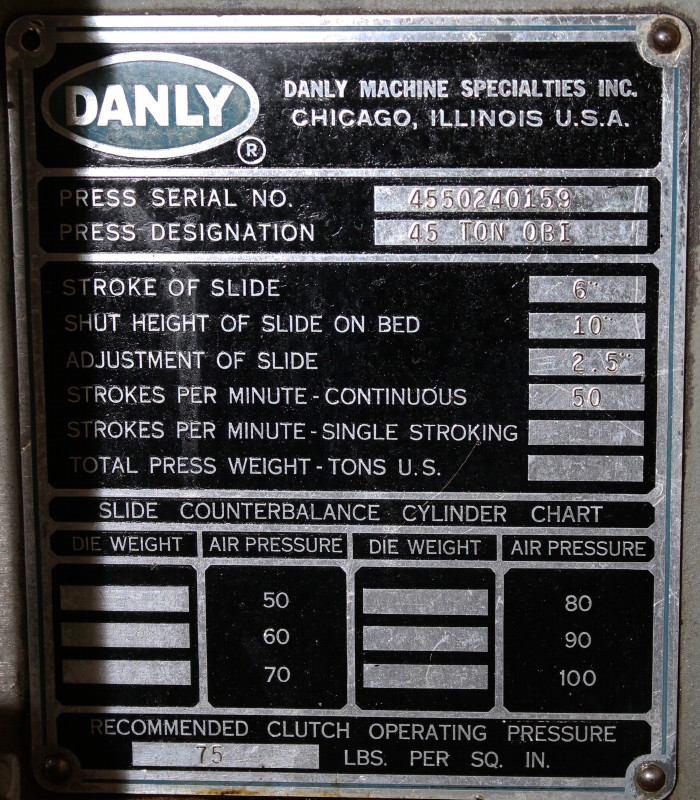 DANLY
®
DANLY MACHINE SPECIALTIES INC.
CHICAGO, ILLINOIS U.S.A.
PRESS SERIAL NO. 4550240159
PRESS DESIGNATION 45 TON OBI
STROKE OF SLIDE 6"
SHUT HEIGHT OF SLIDE ON BED 10"
ADJUSTMENT OF SLIDE 2.5"
STROKES PER MINUTE-CONTINUOUS 50
STROKES PER MINUTE-SINGLE STROKING
TOTAL PRESS WEIGHT-TONS U.S.
SLIDE COUNTERBALANCE CYLINDER CHART
DIE WEIGHT AIR PRESSURE DIE WEIGHT AIR PRESSURE
50 80
60 90
70 100
RECOMMENDED CLUTCH OPERATING PRESSURE
75 LBS. PER SQ. IN.